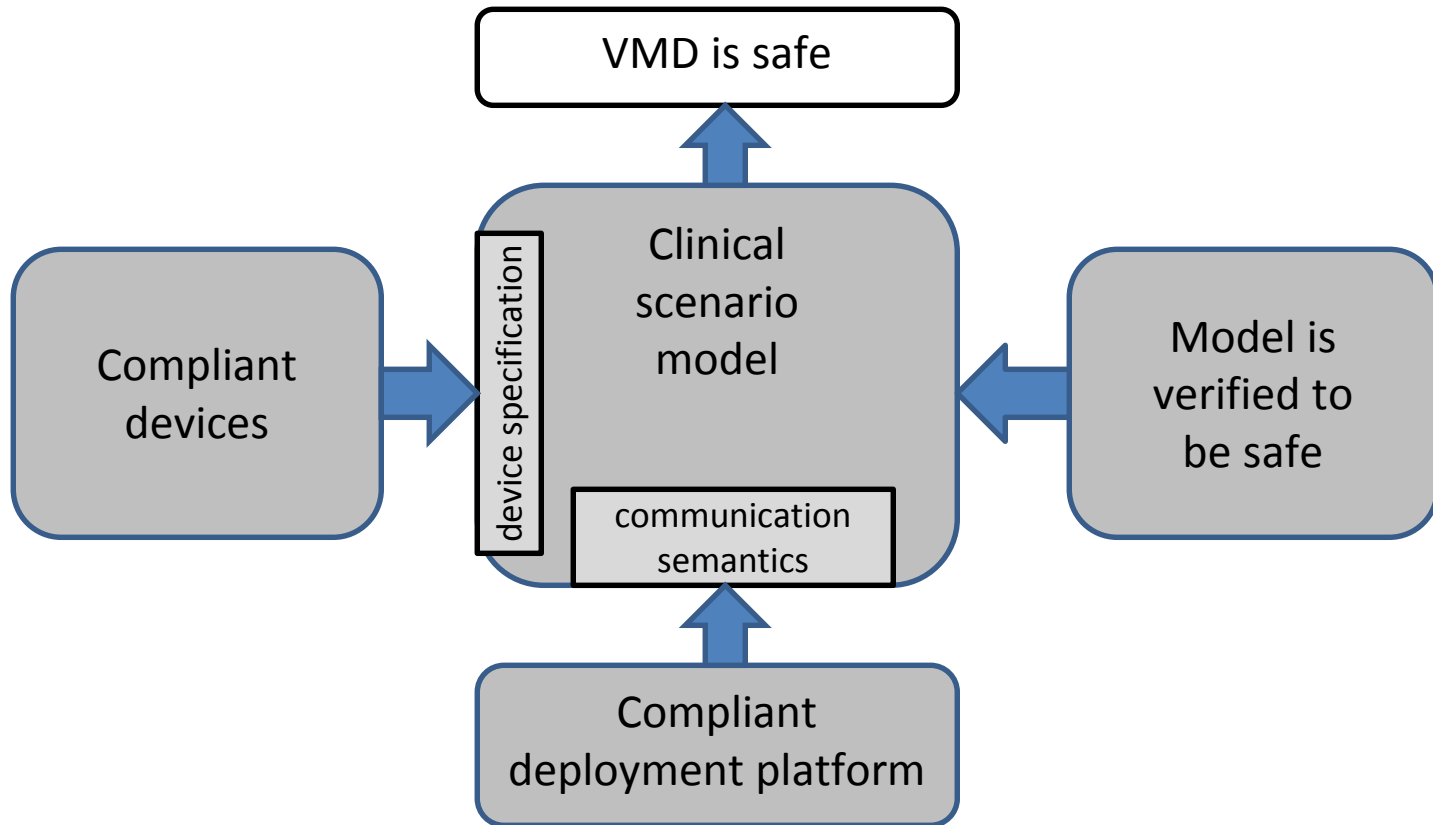 VMD is safe
Clinical
scenario
model
device specification
Compliant
devices
Model is
verified to
be safe
communication
semantics
Compliant
deployment platform